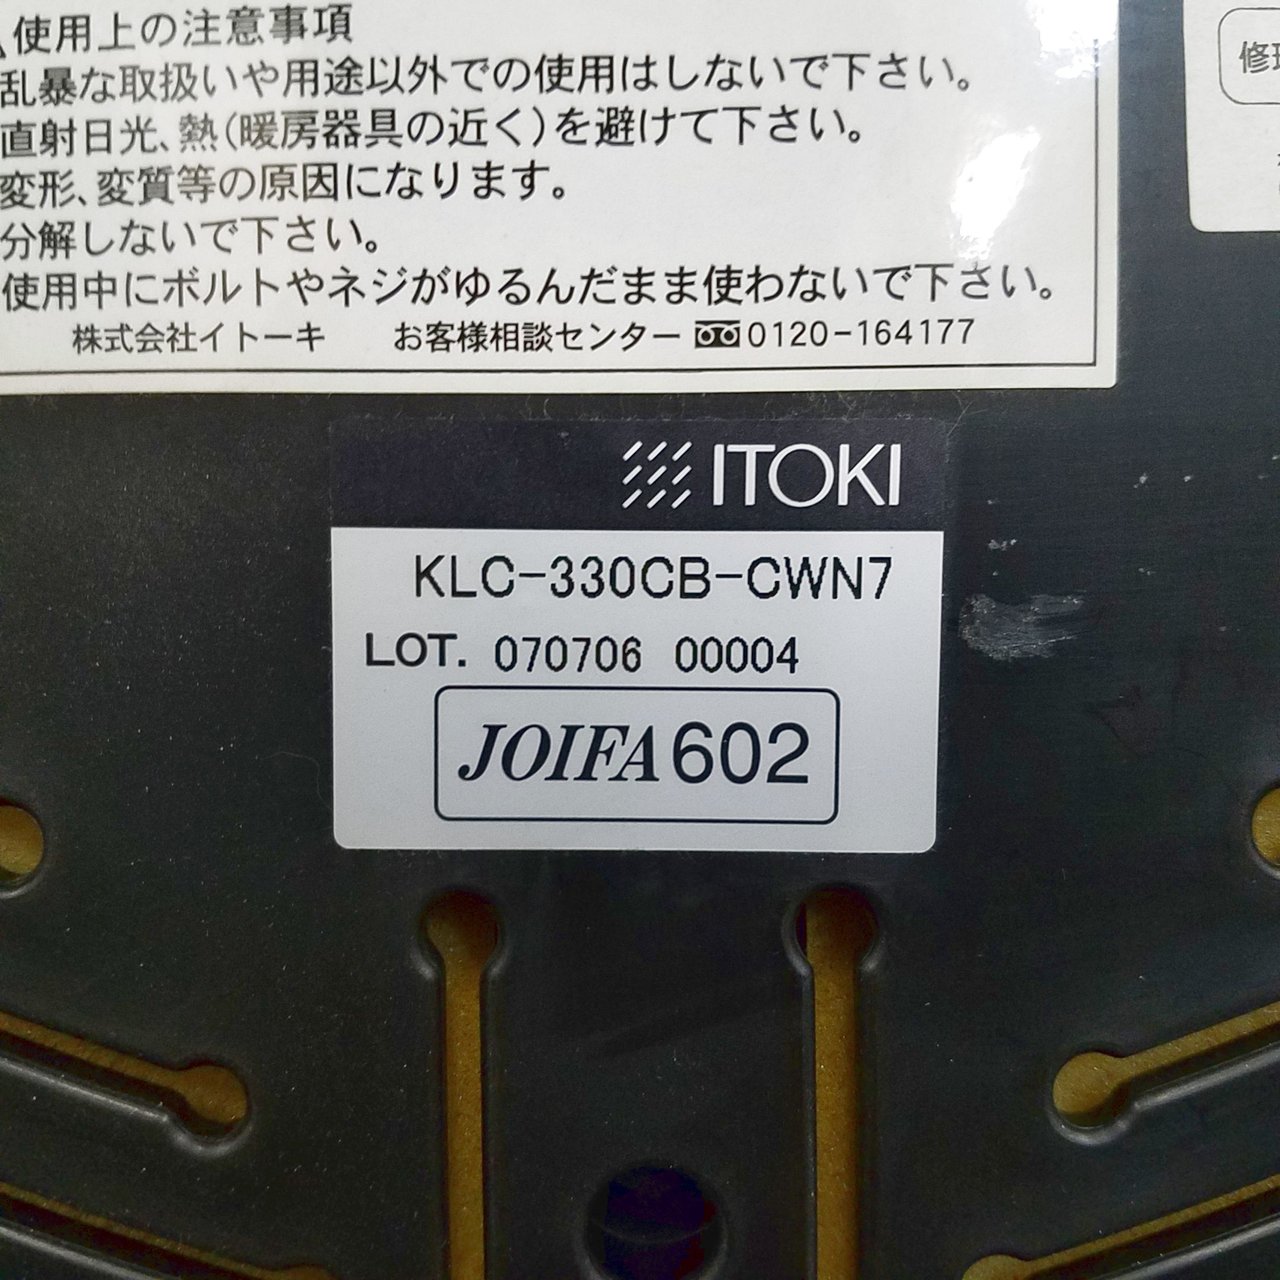 使用上の注意事項
乱暴な取扱いや用途以外での使用はしないで下さい。
直射日光、熱(暖房器具の近く)を避けて下さい。
変形、変質等の原因になります。
分解しないで下さい。
使用中にボルトやネジがゆるんだまま使わないで下さい。
株式会社イトーキ お客様相談センター 0120-164177
修
ITOKI
KLC-330CB-CWN7
LOT. 070706 00004
JOIFA602